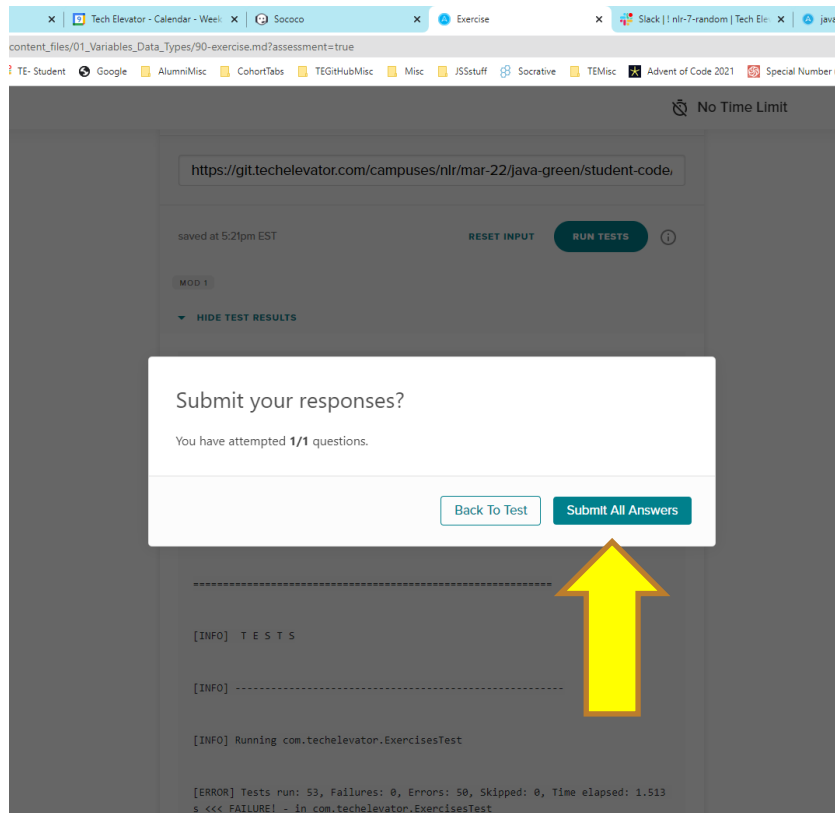 Tech Elevator - Calendar - Week
Sococo
Exercise
Slack | ! nlr-7-random | Tech Ele
java
content_files/01_Variables_Data_Types/90-exercise.md?assessment=true
TE- Student
Google
AlumniMisc
CohortTabs
TEGitHubMisc
Misc
JSSstuff
Socrative
TEMisc
Advent of Code 2021
Special Number
No Time Limit
https://git.techelevator.com/campuses/nlr/mar-22/java-green/student-code/
saved at 5:21pm EST
RESET INPUT
RUN TESTS
MOD 1
HIDE TEST RESULTS
Submit your responses?
You have attempted 1/1 questions.
Back To Test
Submit All Answers
============================================================
[INFO] T E S T S
[INFO] -------------------------------------------------------
[INFO] Running com.techelevator.ExercisesTest
[ERROR] Tests run: 53, Failures: 0, Errors: 50, Skipped: 0, Time elapsed: 1.513
s <<< FAILURE! - in com.techelevator.ExercisesTest